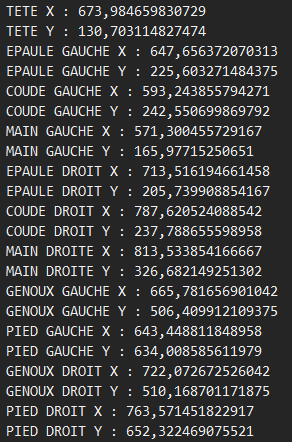 TETE X : 673,984659830729
TETE Y : 130,703114827474
EPAULE GAUCHE X : 647,656372070313
EPAULE GAUCHE Y : 225,603271484375
COUDE GAUCHE X : 593,243855794271
COUDE GAUCHE Y : 242,550699869792
MAIN GAUCHE X : 571,300455729167
MAIN GAUCHE Y : 165,97715250651
EPAULE DROIT X : 713,516194661458
EPAULE DROIT Y : 205,739908854167
COUDE DROIT X : 787,620524088542
COUDE DROIT Y : 237,788655598958
MAIN DROITE X : 813,533854166667
MAIN DROITE Y : 326,682149251302
GENOUX GAUCHE X : 665,781656901042
GENOUX GAUCHE Y : 506,409912109375
PIED GAUCHE X : 643,448811848958
PIED GAUCHE Y : 634,008585611979
GENOUX DROIT X : 722,072672526042
GENOUX DROIT Y : 510,168701171875
PIED DROIT X : 763,571451822917
PIED DROIT Y : 652,322469075521